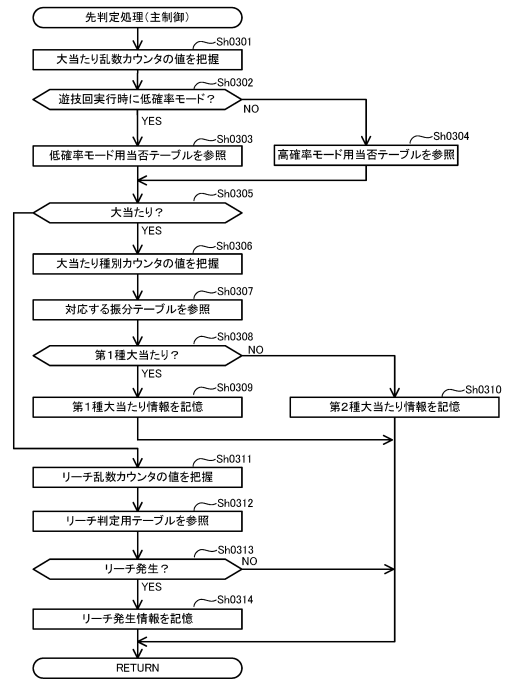 先判定処理（主制御）
Sh0301
大当たり乱数カウンタの値を把握
Sh0302
遊技回実行時に低確率モード？
NO
YES
Sh0303
低確率モード用当否テーブルを参照
Sh0304
高確率モード用当否テーブルを参照
Sh0305
大当たり？
YES
Sh0306
大当たり種別カウンタの値を把握
Sh0307
対応する振分テーブルを参照
Sh0308
第１種大当たり？
NO
YES
Sh0309
第１種大当たり情報を記憶
Sh0310
第２種大当たり情報を記憶
Sh0311
リーチ乱数カウンタの値を把握
Sh0312
リーチ判定用テーブルを参照
Sh0313
リーチ発生？
NO
YES
Sh0314
リーチ発生情報を記憶
RETURN